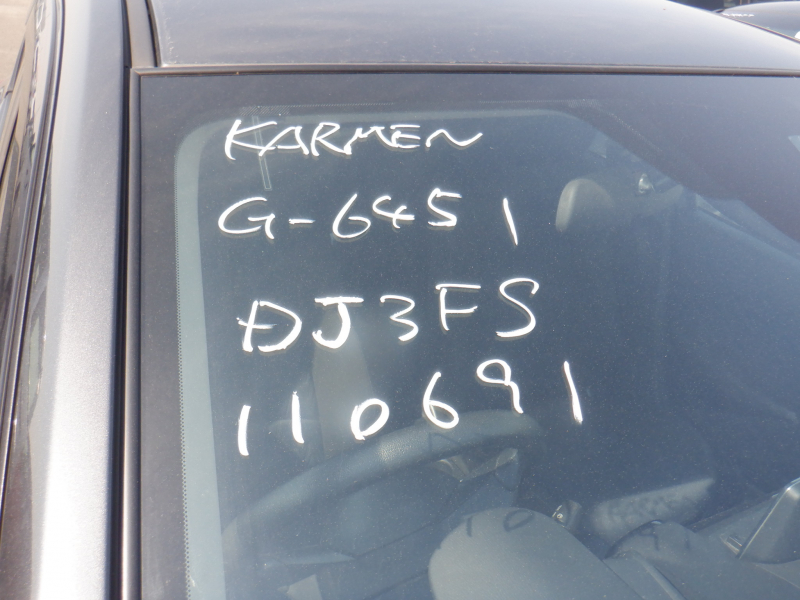 KARMEN
G-6451
DJ3FS
110691